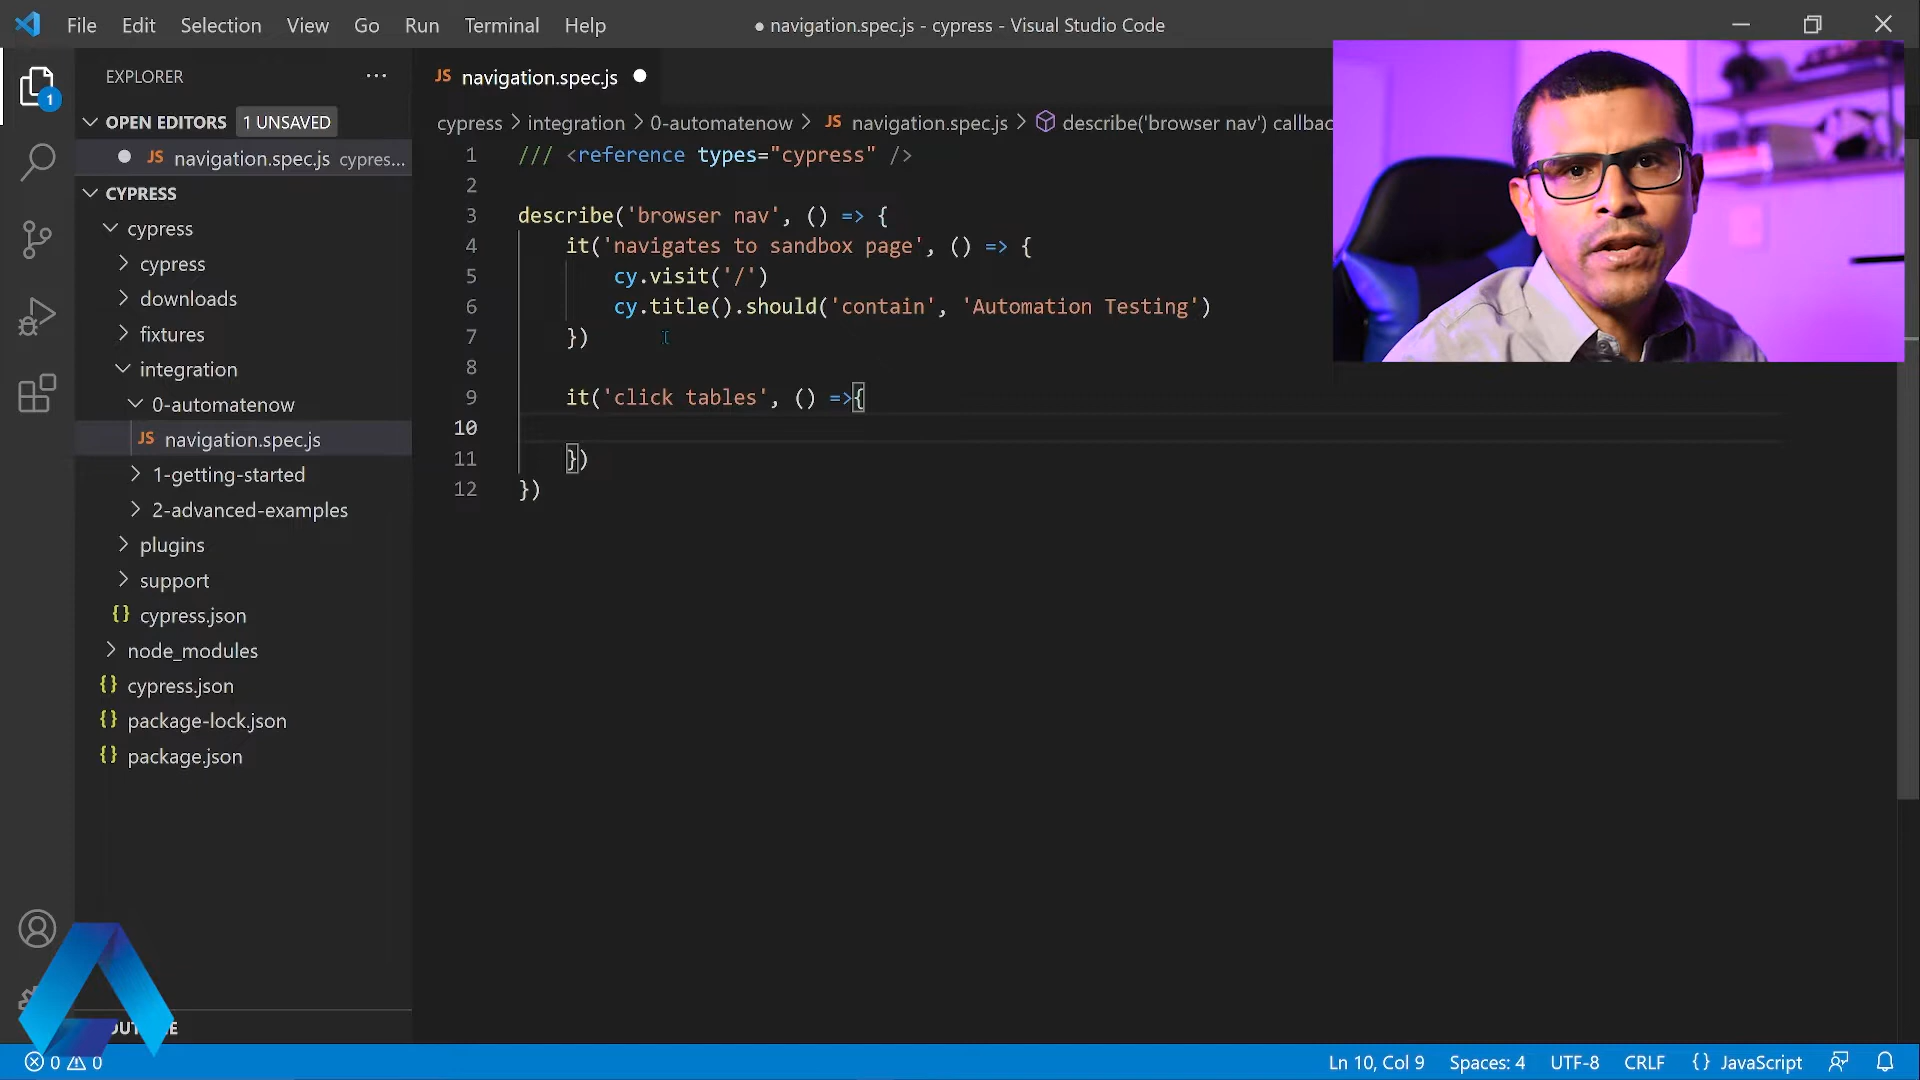 File Edit Selection View Go Run Terminal Help
● navigation.spec.js - cypress - Visual Studio Code
EXPLORER
OPEN EDITORS 1 UNSAVED
JS navigation.spec.js cypres...
CYPRESS
cypress
cypress
downloads
fixtures
integration
0-automatenow
JS navigation.spec.js
1-getting-started
2-advanced-examples
plugins
support
{} cypress.json
node_modules
{} cypress.json
{} package-lock.json
{} package.json
1
JS navigation.spec.js
cypress > integration > 0-automatenow > JS navigation.spec.js > describe('browser nav')
1 /// <reference types="cypress" />
2
3 describe('browser nav', () => {
4 it('navigates to sandbox page', () => {
5 cy.visit('/')
6 cy.title().should('contain', 'Automation Testing')
7 })
8
9 it('click tables', () =>{
10
11 })
12 })
0 0
Ln 10, Col 9 Spaces: 4 UTF-8 CRLF {} JavaScript